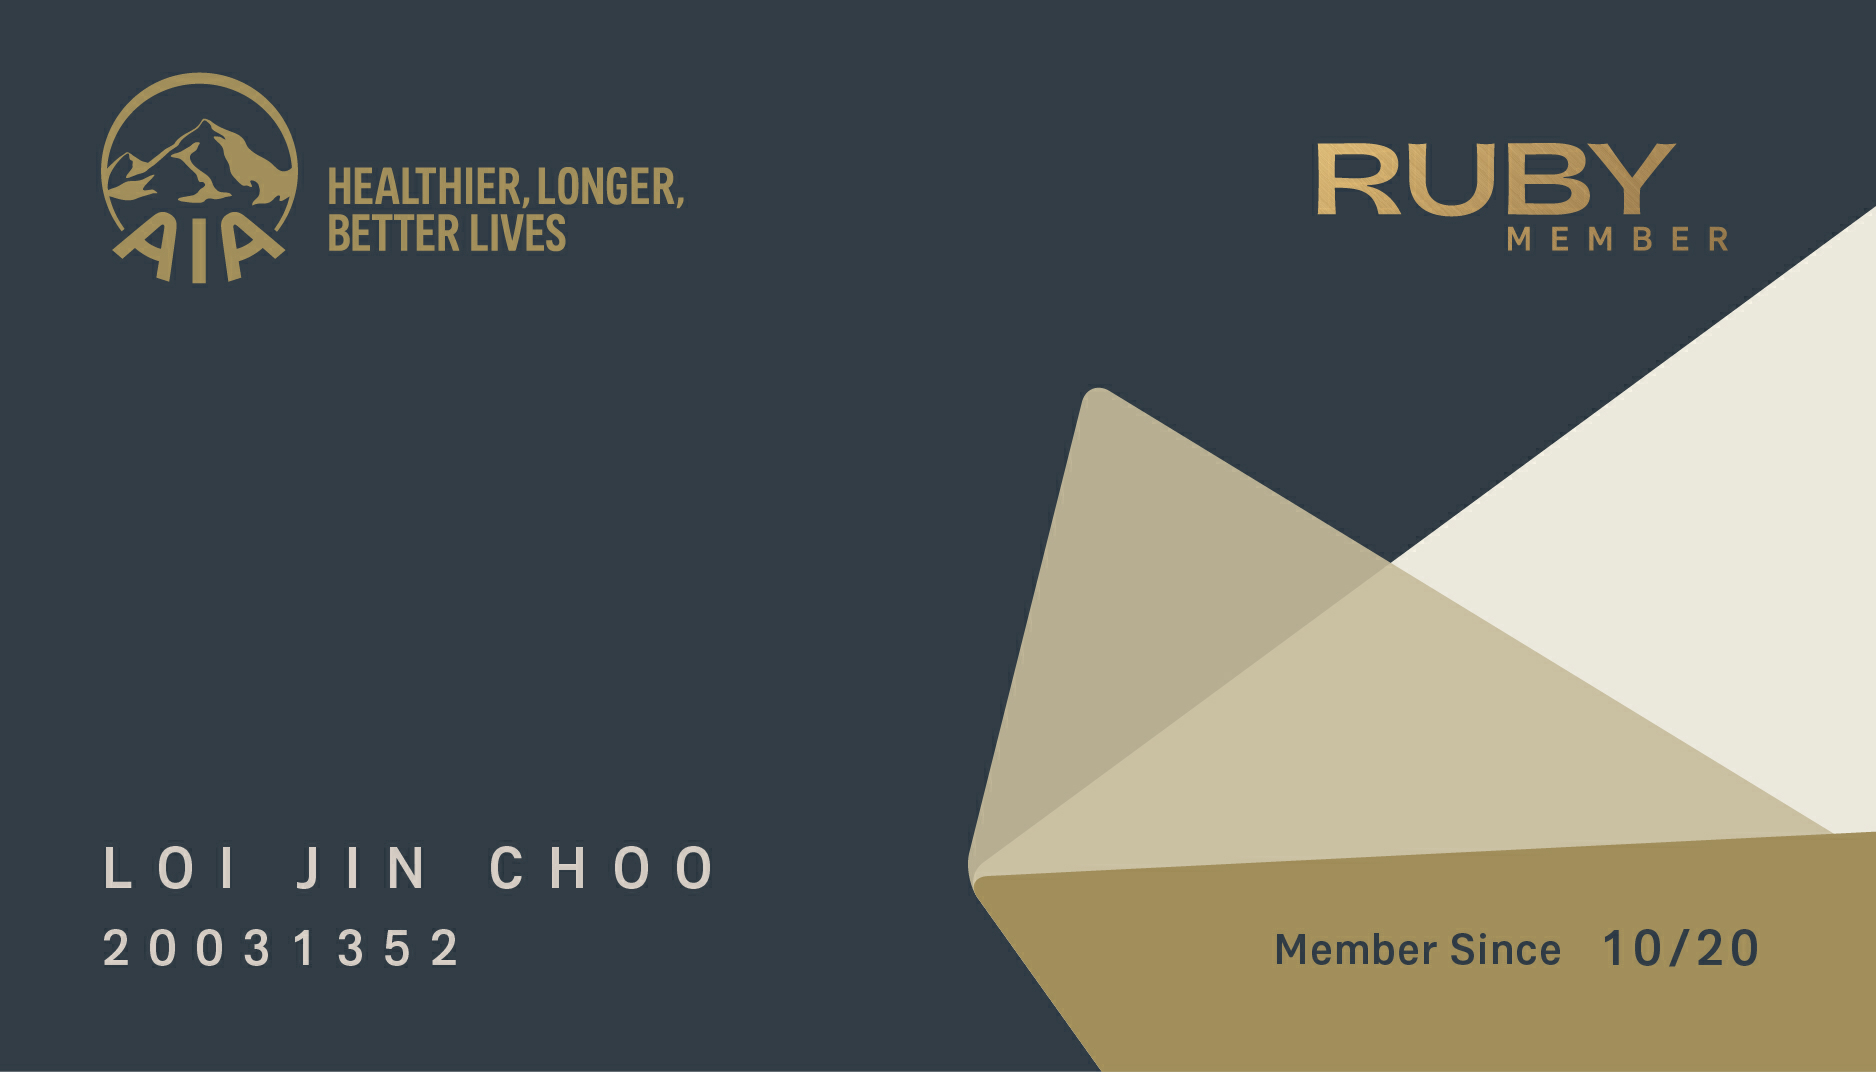 AIA
HEALTHIER, LONGER,
BETTER LIVES
RUBY
MEMBER
LOI JIN CHOO
20031352
Member Since 10/20